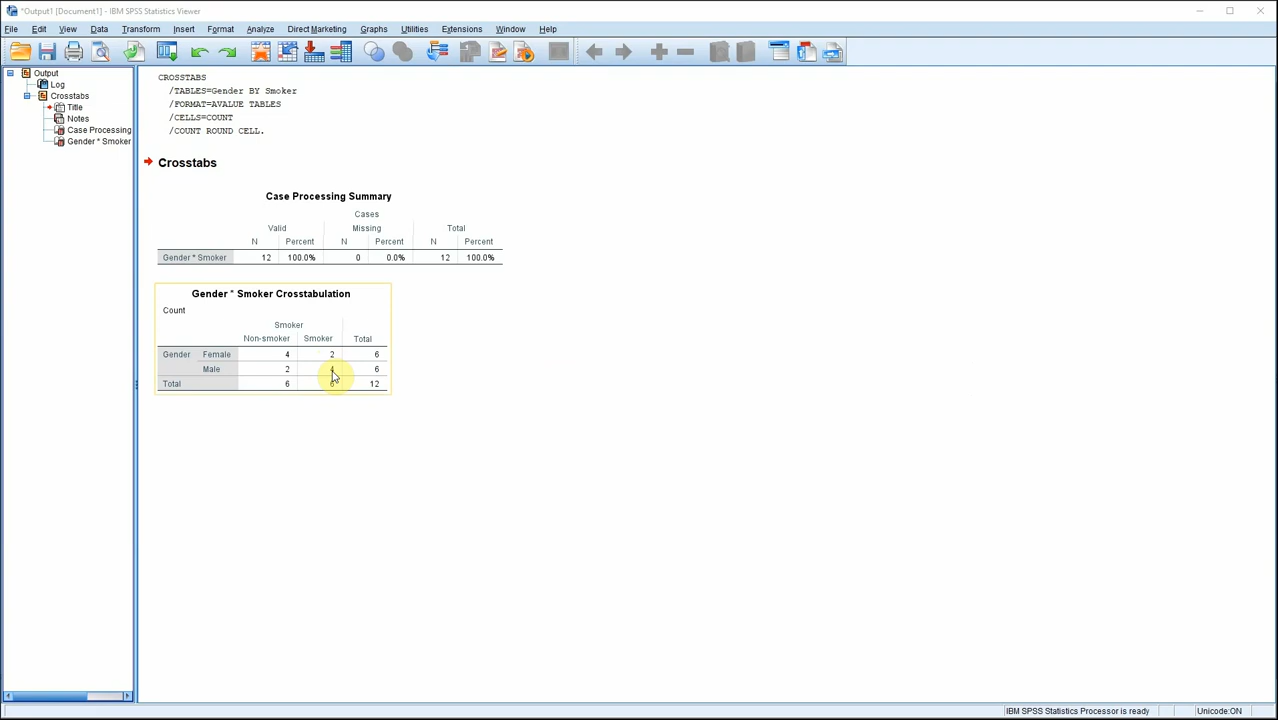 *Output1 [Document1] - IBM SPSS Statistics Viewer
File Edit View Data Transform Insert Format Analyze Direct Marketing Graphs Utilities Extensions Window Help
Output
Log
Crosstabs
Title
Notes
Case Processing
Gender * Smoker
CROSSTABS
/TABLES=Gender BY Smoker
/FORMAT=AVALUE TABLES
/CELLS=COUNT
/COUNT ROUND CELL.
Crosstabs
Case Processing Summary
Cases
Valid Missing Total
N Percent N Percent N Percent
Gender * Smoker 12 100.0% 0 0.0% 12 100.0%
Gender * Smoker Crosstabulation
Count
Smoker
Non-smoker Smoker Total
Gender Female 4 2 6
Male 2 4 6
Total 6 6 12
IBM SPSS Statistics Processor is ready Unicode:ON